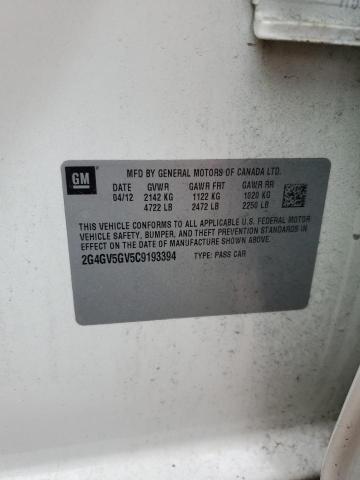 GM
MFD BY GENERAL MOTORS OF CANADA LTD.
DATE GVWR GAWR FRT GAWR RR
04/12 2142 KG 1122 KG 1020 KG
4722 LB 2472 LB 2250 LB
THIS VEHICLE CONFORMS TO ALL APPLICABLE U.S. FEDERAL MOTOR
VEHICLE SAFETY, BUMPER, AND THEFT PREVENTION STANDARDS
IN EFFECT ON THE DATE OF MANUFACTURE SHOWN ABOVE.
2G4GV5GV5C9193394 TYPE: PASS CAR